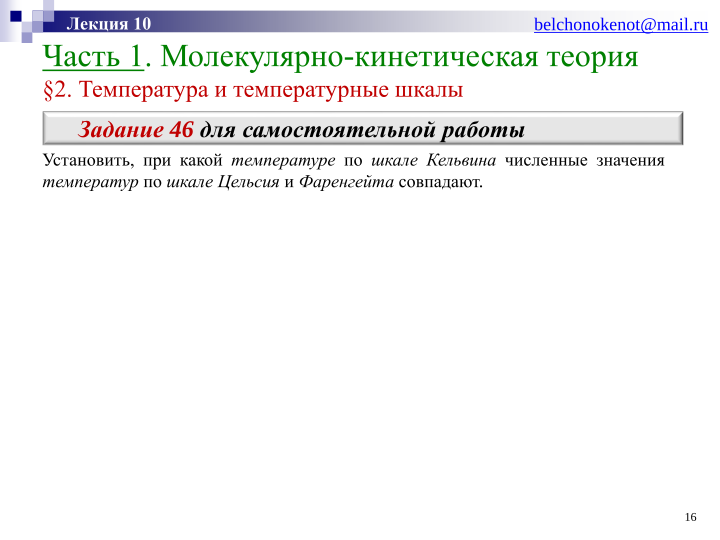 Лекция 10
belchonokenot@mail.ru
Часть 1. Молекулярно-кинетическая теория
§2. Температура и температурные шкалы
Задание 46 для самостоятельной работы
Установить, при какой температуре по шкале Кельвина численные значения
температур по шкале Цельсия и Фаренгейта совпадают.
16